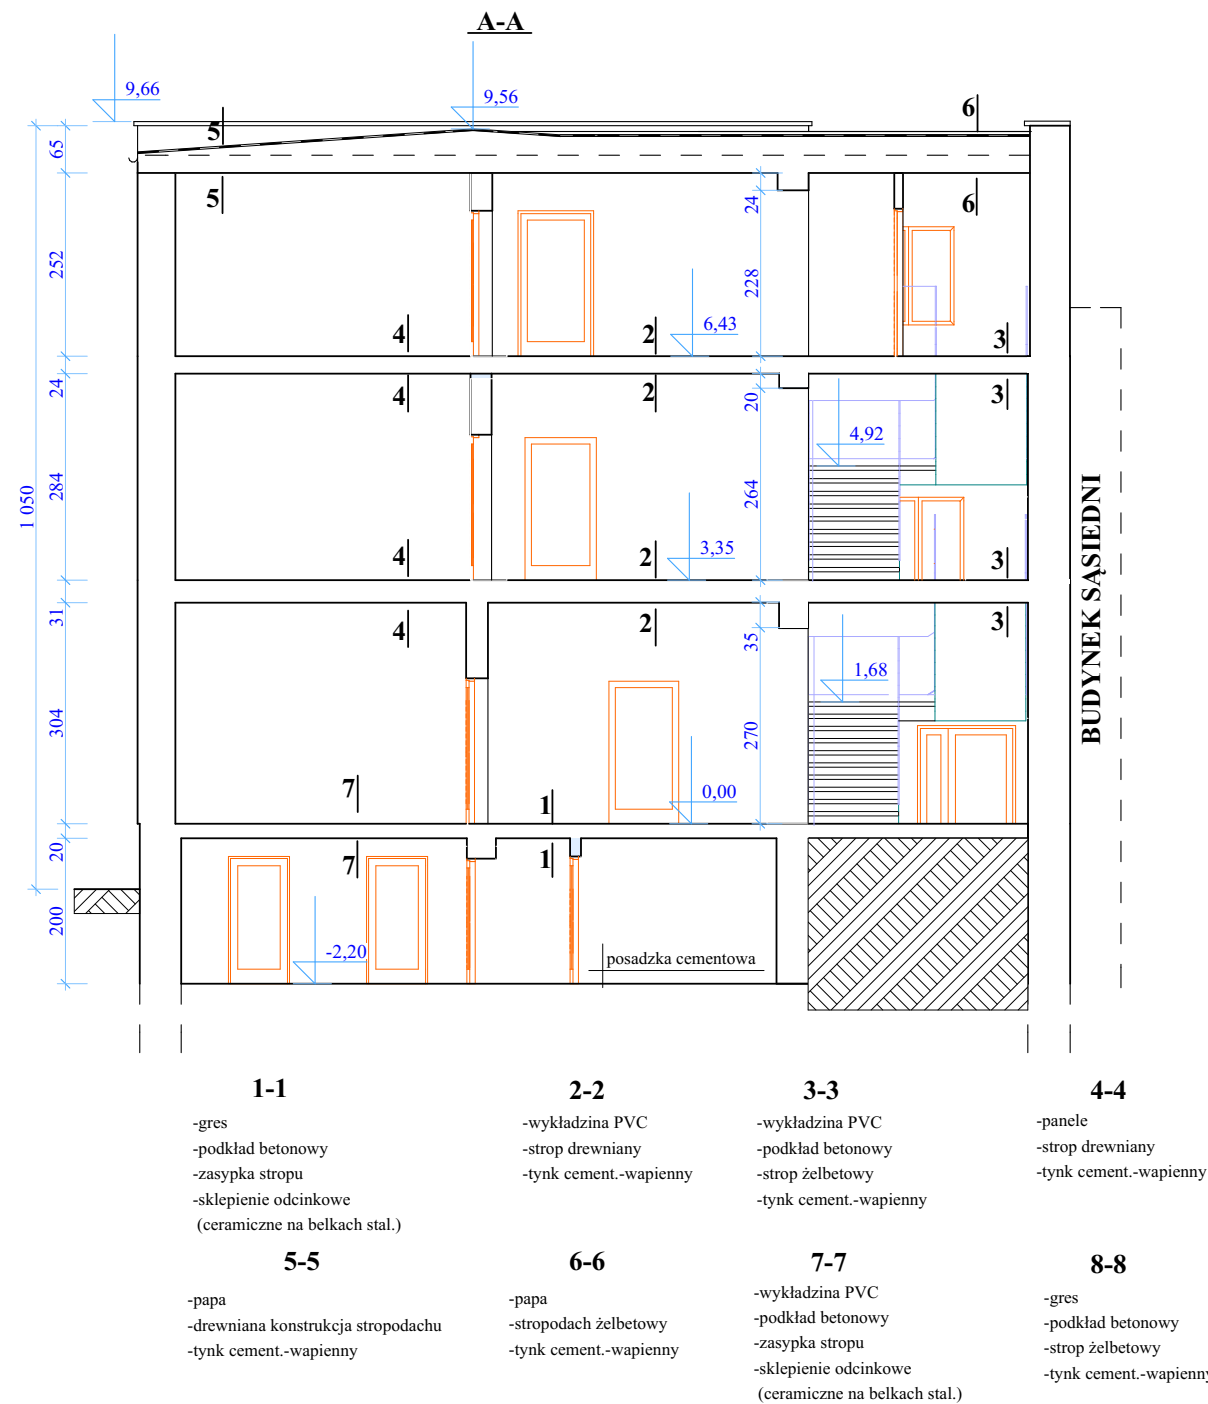 A-A
9,66
9,56
5
6
65
5
6
24
252
228
6,43
4
2
3
24
4
2
20
3
4,92
284
264
1 050
3,35
4
2
3
BUDYNEK SĄSIEDNI
31
4
2
35
3
1,68
304
270
7
1
0,00
20
7
1
200
-2,20
posadzka cementowa
1-1
-gres
-podkład betonowy
-zasypka stropu
-sklepienie odcinkowe
(ceramiczne na belkach stal.)
2-2
-wykładzina PVC
-strop drewniany
-tynk cement.-wapienny
3-3
-wykładzina PVC
-podkład betonowy
-strop żelbetowy
-tynk cement.-wapienny
4-4
-panele
-strop drewniany
-tynk cement.-wapienny
5-5
-papa
-drewniana konstrukcja stropodachu
-tynk cement.-wapienny
6-6
-papa
-stropodach żelbetowy
-tynk cement.-wapienny
7-7
-wykładzina PVC
-podkład betonowy
-zasypka stropu
-sklepienie odcinkowe
(ceramiczne na belkach stal.)
8-8
-gres
-podkład betonowy
-strop żelbetowy
-tynk cement.-wapienny